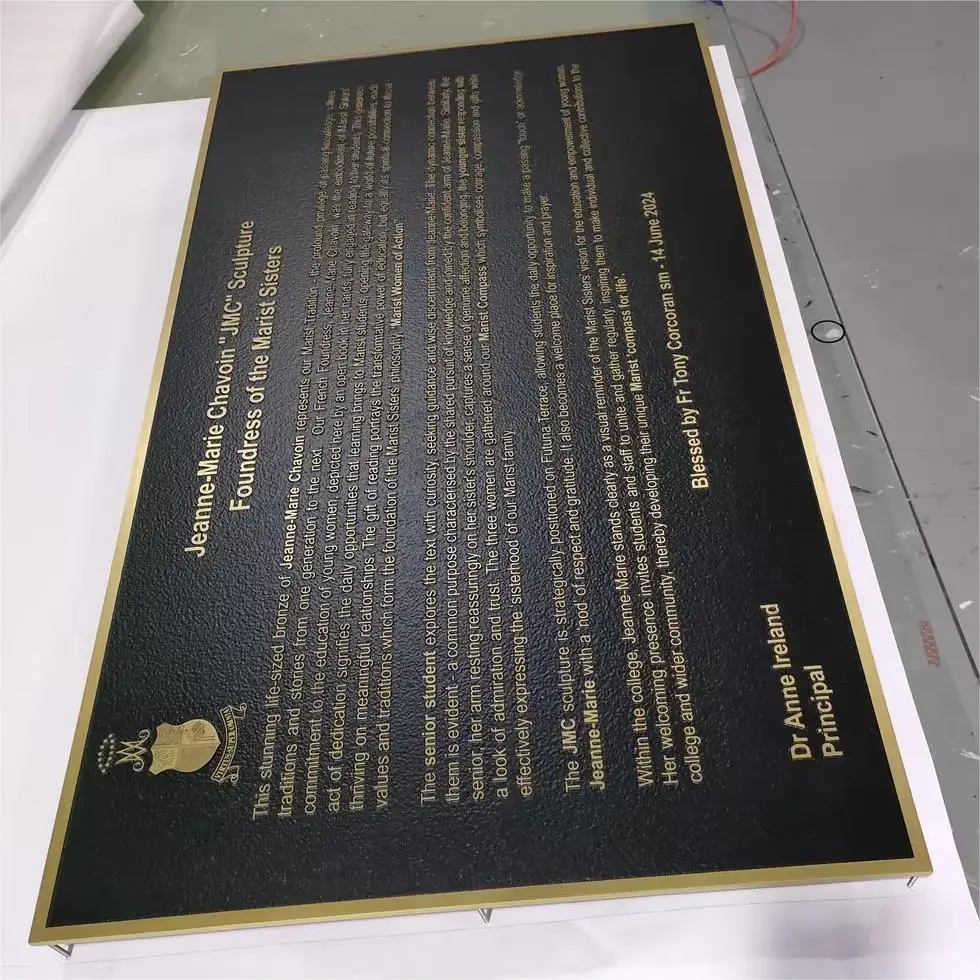 Jeanne-Marie Chavoin "JMC" Sculpture
Foundress of the Marist Sisters
This stunning life-sized bronze of Jeanne-Marie Chavoin represents our Marist Tradition - the profound privilege of passing knowledge, values,
traditions and stories from one generation to the next. Our French Foundress, Jeanne-Marie Chavoin was the embodiment of Marist Sisters'
commitment to the education of young women, depicted here by an open book in her hands, fully engaged in reading to her students. This generous
act of dedication signifies the daily opportunities that learning brings to Marist students, opening the gateway to a world of future possibilities, each
thriving on meaningful relationships. The gift of reading portrays the transformative power of education, but equally its spiritual connection to those
values and traditions which form the foundation of the Marist Sisters' philosophy, 'Marist Women of Action'.
The senior student explores the text with curiosity, seeking guidance and wise discernment from Jeanne-Marie. The dynamic connection between
them is evident - a common purpose characterised by the shared pursuit of knowledge and joined by the confident arm of Jeanne-Marie. Similarly, the
senior, her arm resting reassuringly on her sister's shoulder, captures a sense of genuine affection and belonging, the younger sister responding with
a look of admiration and trust. The three women are gathered around our Marist Compass which symbolises courage, compassion and gifts, while
effectively expressing the 'sisterhood' of our Marist family.
The JMC sculpture is strategically positioned on Fiuuna Terrace, allowing students the daily opportunity to make a passing 'touch' or acknowledge
Jeanne-Marie with a 'nod' of respect and gratitude. It also becomes a welcome place for inspiration and prayer.
Within the college, Jeanne-Marie stands clearly as a visual reminder of the Marist Sisters' vision for the education and empowerment of young women.
Her welcoming presence invites students and staff to unite and gather regularly, inspiring them to make individual and collective contributions to the
college and wider community, thereby developing their unique Marist 'compass for life'.
Blessed by Fr Tony Corcoran sm - 14 June 2024
Dr Anne Ireland
Principal